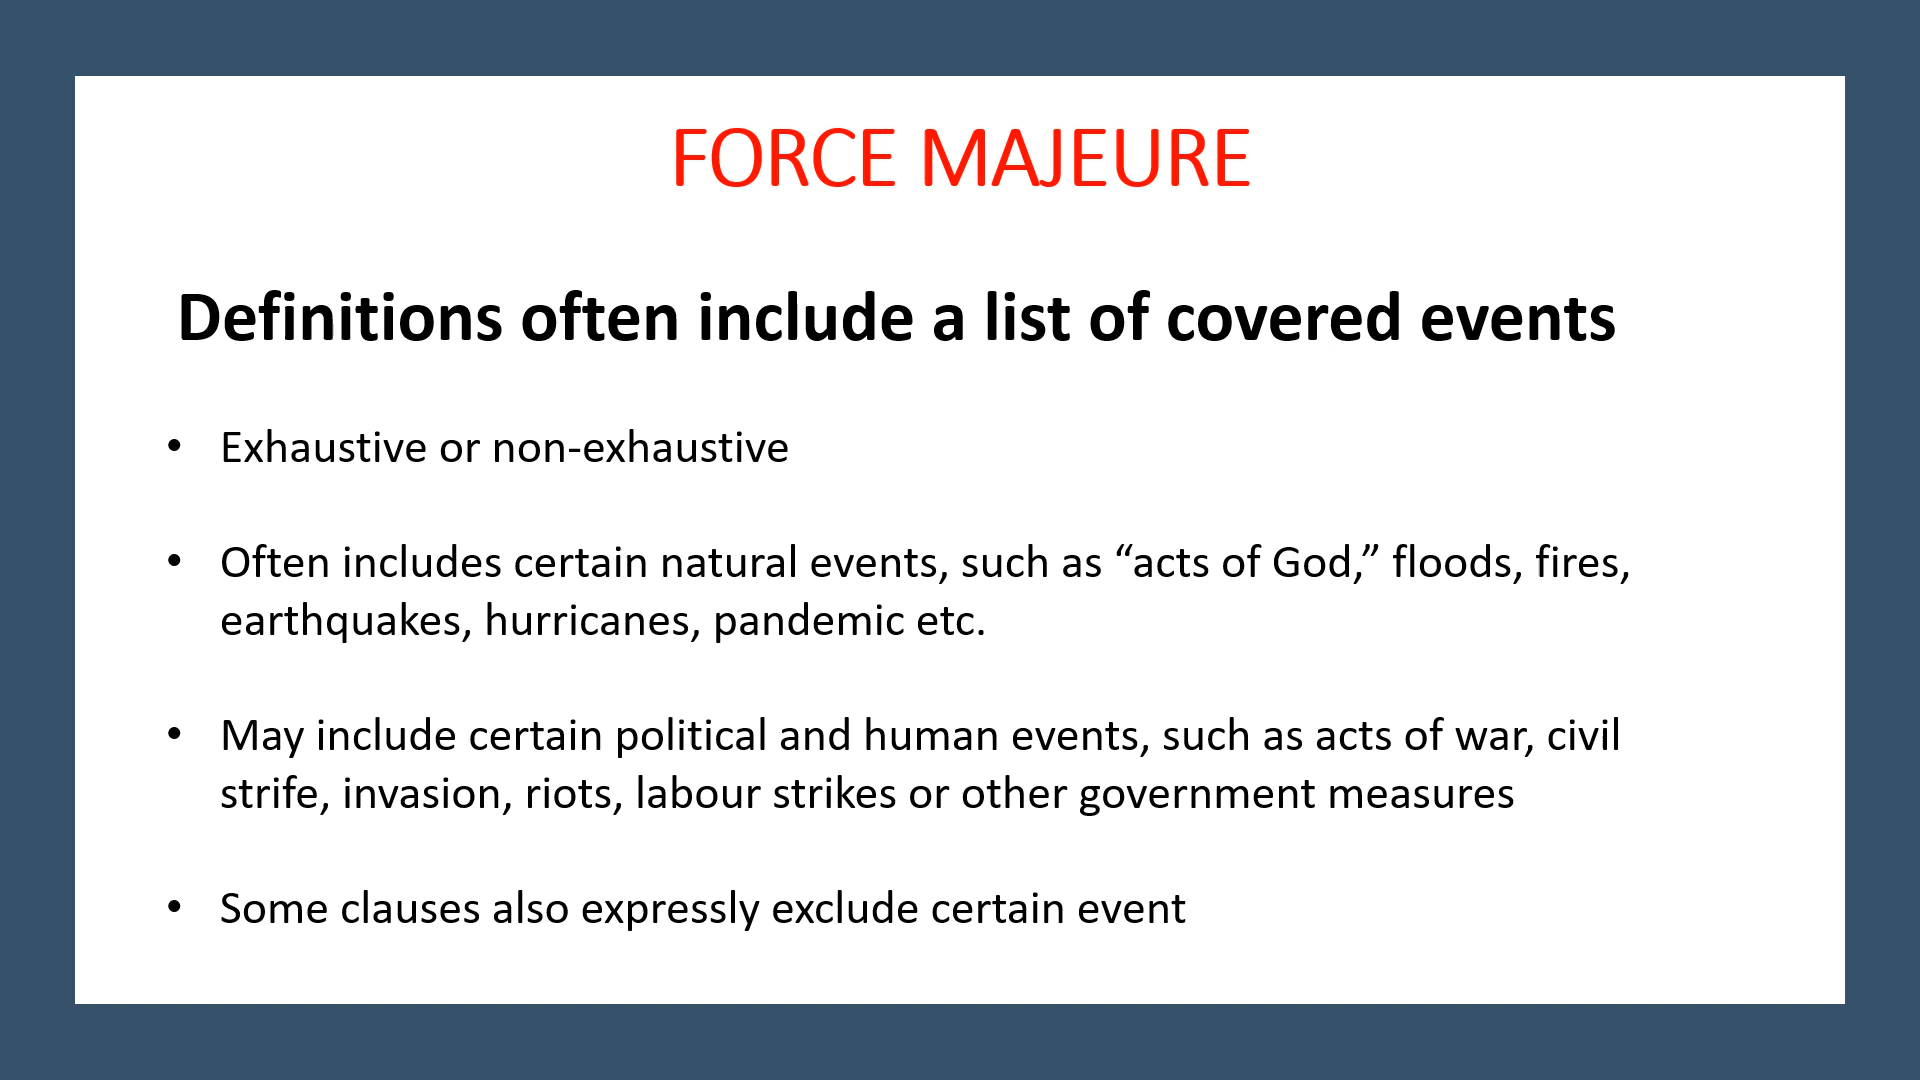 FORCE MAJEURE
Definitions often include a list of covered events
• Exhaustive or non-exhaustive
• Often includes certain natural events, such as “acts of God,” floods, fires,
earthquakes, hurricanes, pandemic etc.
• May include certain political and human events, such as acts of war, civil
strife, invasion, riots, labour strikes or other government measures
• Some clauses also expressly exclude certain event